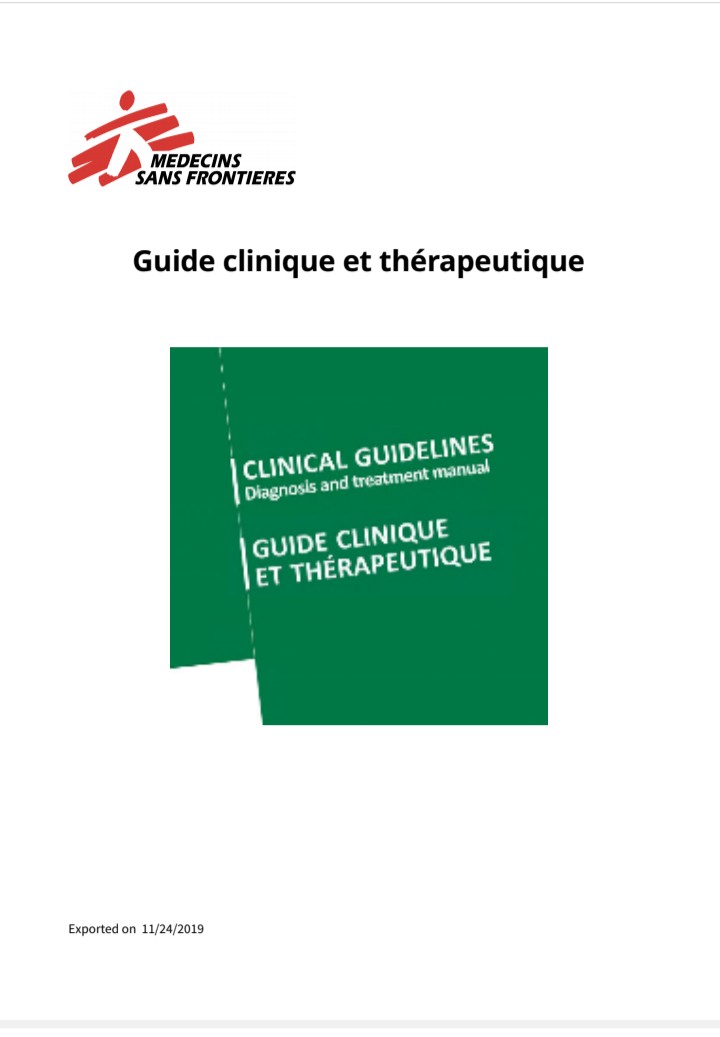 MEDECINS
SANS FRONTIERES
Guide clinique et thérapeutique
CLINICAL GUIDELINES
Diagnosis and treatment manual
GUIDE CLINIQUE
ET THÉRAPEUTIQUE
Exported on 11/24/2019